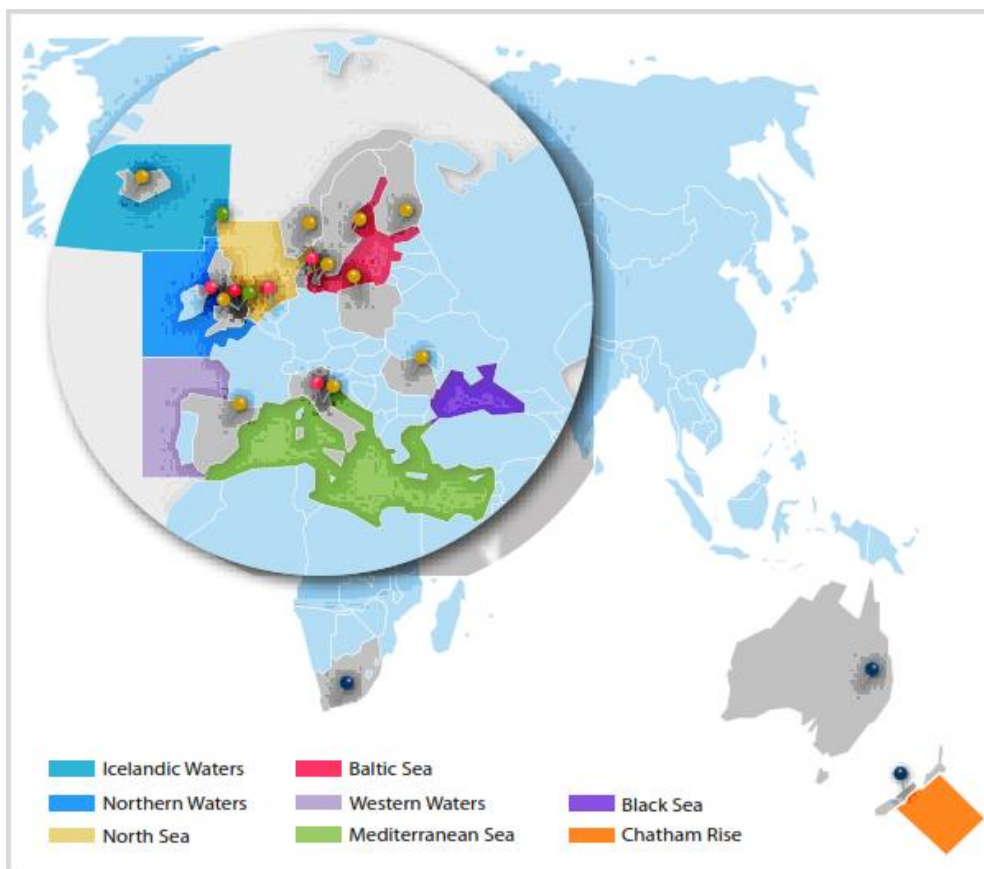 Icelandic Waters
Northern Waters
North Sea
Baltic Sea
Western Waters
Mediterranean Sea
Black Sea
Chatham Rise